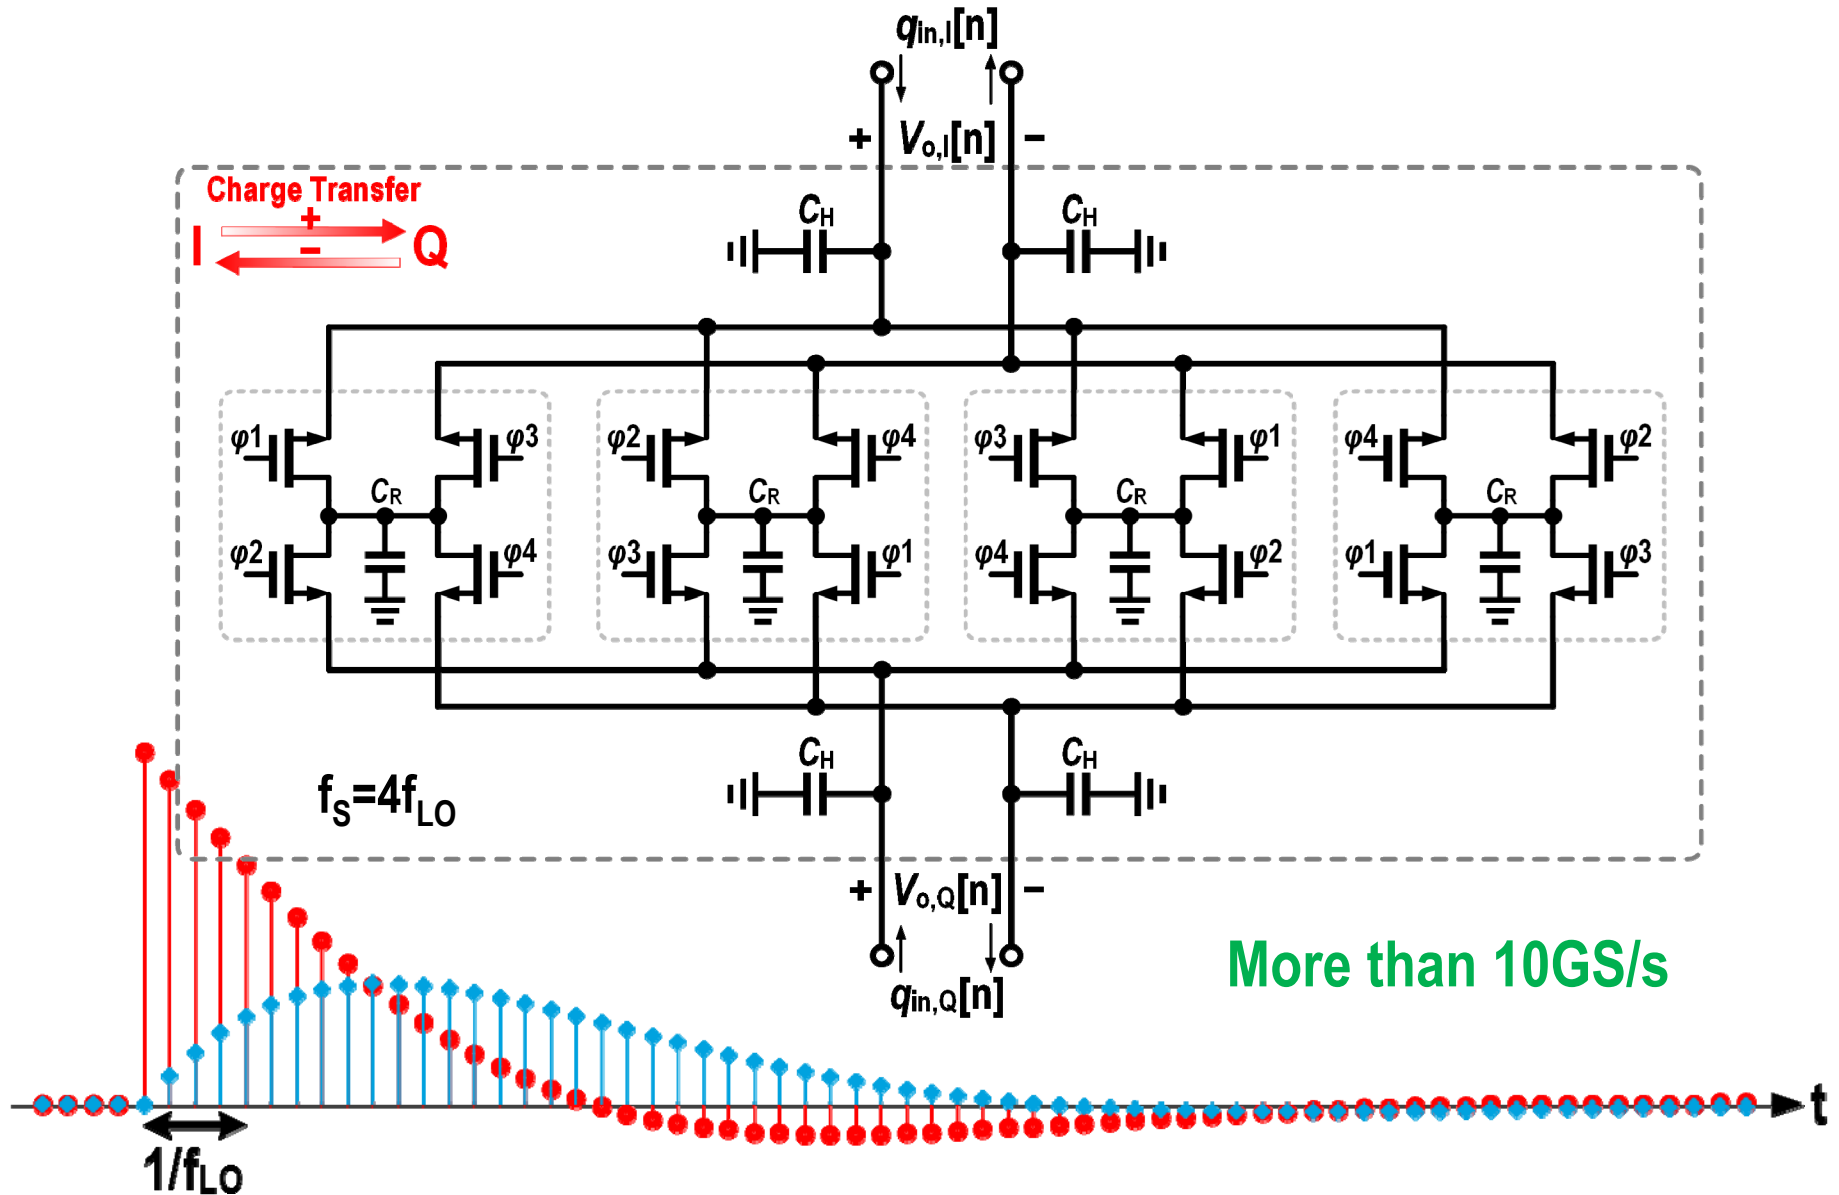 qin,I[n]
+ Vo,I[n] −
Charge Transfer
+
I − Q
CH CH
φ1 φ3 φ2 φ4 φ3 φ1 φ4 φ2
CR CR CR CR
φ2 φ4 φ3 φ1 φ4 φ2 φ1 φ3
CH CH
fS=4fLO
+ Vo,Q[n] −
More than 10GS/s
qin,Q[n]
t
1/fLO